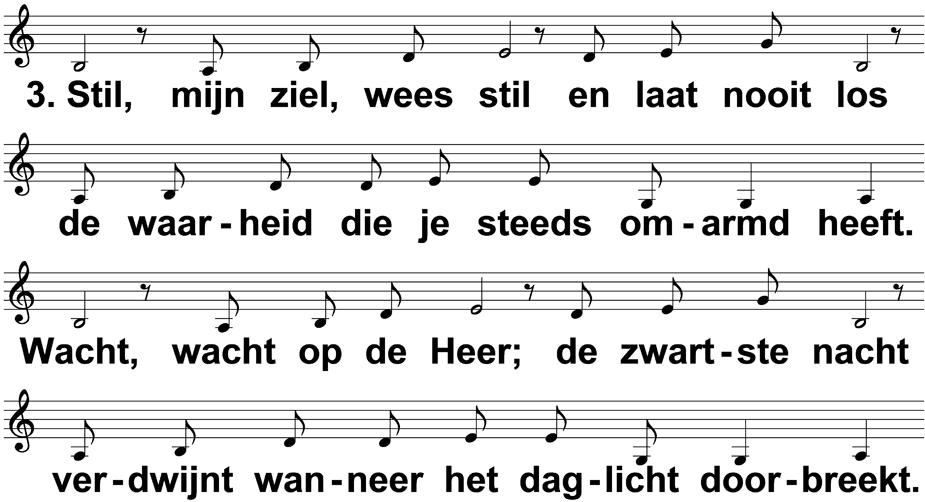 3. Stil, mijn ziel, wees stil en laat nooit los
de waar-heid die je steeds om-armd heeft.
Wacht, wacht op de Heer; de zwart-ste nacht
ver-dwijnt wan-neer het dag-licht door-breekt.